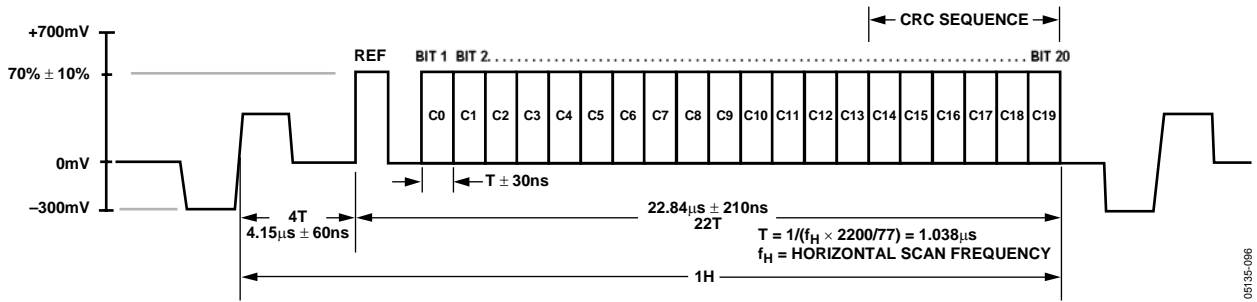 CRC SEQUENCE
+700mV
REF
BIT 1 BIT 2. . . . . . . . . . . . . . . . . . . . . . . . . . . . . . . . . . . . . . . . . . . . . . . . . . . . . . . . . . . . . . . . . BIT 20
70% ± 10%
C0 C1 C2 C3 C4 C5 C6 C7 C8 C9 C10 C11 C12 C13 C14 C15 C16 C17 C18 C19
0mV
T ± 30ns
–300mV
4T
4.15µs ± 60ns
22.84µs ± 210ns
22T
T = 1/(fH × 2200/77) = 1.038µs
fH = HORIZONTAL SCAN FREQUENCY
1H
05135-096